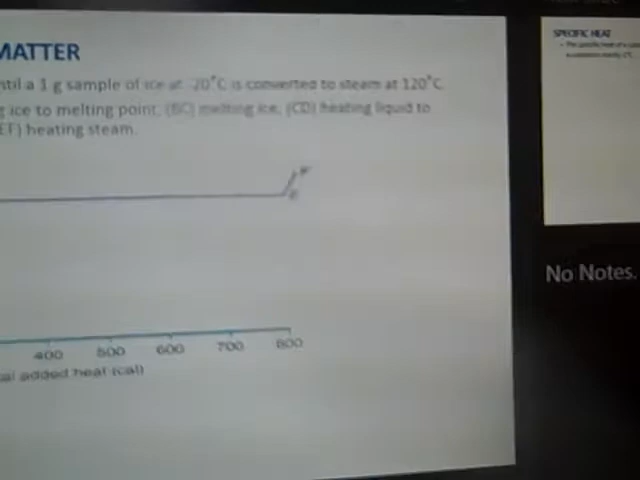 MATTER
ntil a 1 g sample of ice at -20°C is converted to steam at 120°C.
g ice to melting point, (BC) melting ice, (CD) heating liquid to
EF) heating steam.
F
E
400 500 600 700 800
al added heat (cal)
SPECIFIC HEAT
No Notes.